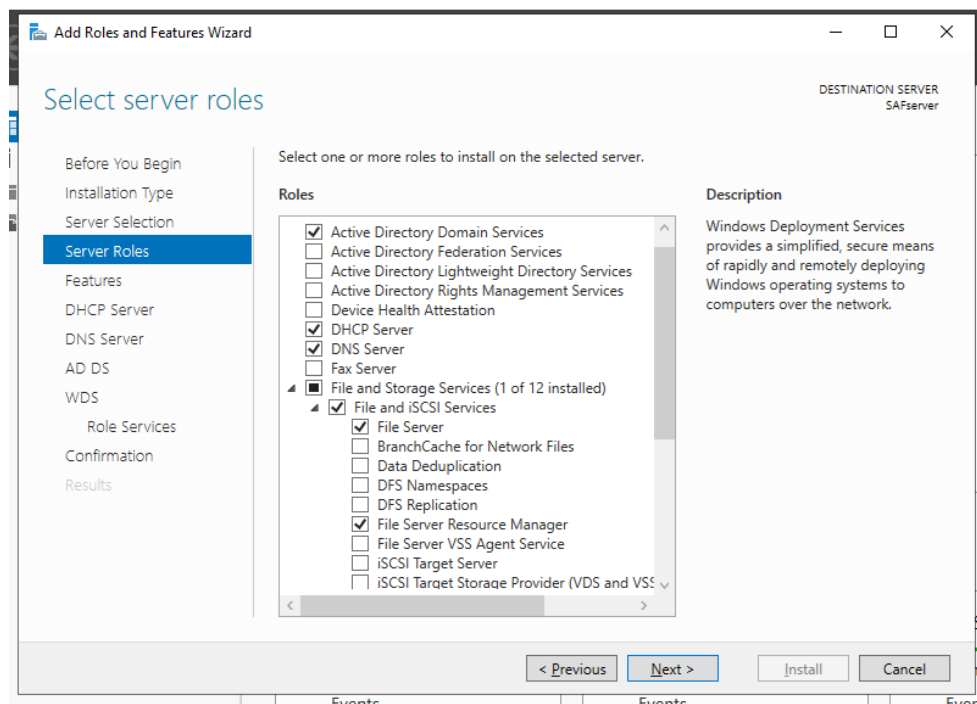 Add Roles and Features Wizard
Select server roles
DESTINATION SERVER
SAFserver
Before You Begin
Installation Type
Server Selection
Server Roles
Features
DHCP Server
DNS Server
AD DS
WDS
Role Services
Confirmation
Results
Select one or more roles to install on the selected server.
Roles
Active Directory Domain Services
Active Directory Federation Services
Active Directory Lightweight Directory Services
Active Directory Rights Management Services
Device Health Attestation
DHCP Server
DNS Server
Fax Server
File and Storage Services (1 of 12 installed)
File and iSCSI Services
File Server
BranchCache for Network Files
Data Deduplication
DFS Namespaces
DFS Replication
File Server Resource Manager
File Server VSS Agent Service
iSCSI Target Server
iSCSI Target Storage Provider (VDS and VSS
Description
Windows Deployment Services
provides a simplified, secure means
of rapidly and remotely deploying
Windows operating systems to
computers over the network.
< Previous
Next >
Install
Cancel
Events
Events